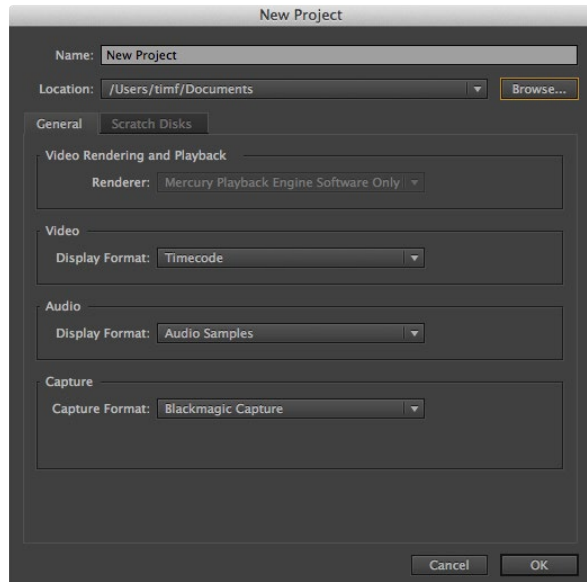 New Project
Name: New Project
Location: /Users/timf/Documents Browse...
General Scratch Disks
Video Rendering and Playback
Renderer: Mercury Playback Engine Software Only
Video
Display Format: Timecode
Audio
Display Format: Audio Samples
Capture
Capture Format: Blackmagic Capture
Cancel OK